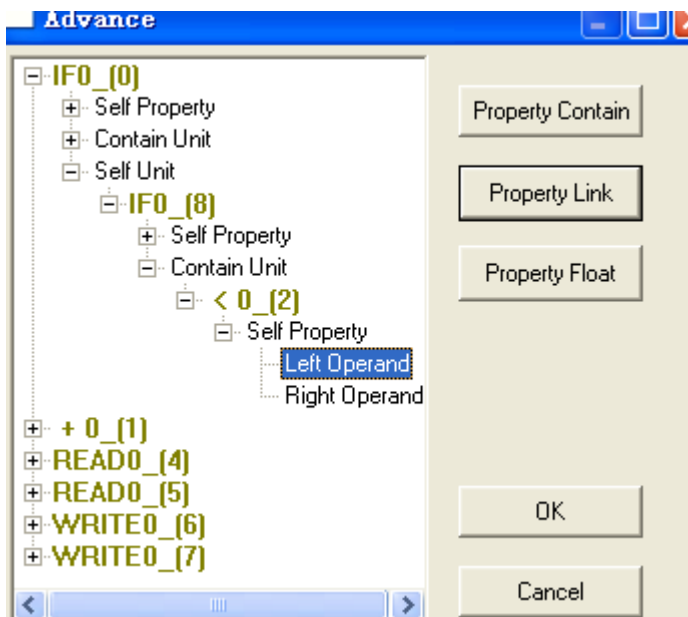 Advance
IF0_(0)
Self Property
Contain Unit
Self Unit
IF0_(8)
Self Property
Contain Unit
< 0_(2)
Self Property
Left Operand
Right Operand
+ 0_(1)
READ0_(4)
READ0_(5)
WRITE0_(6)
WRITE0_(7)
Property Contain
Property Link
Property Float
OK
Cancel